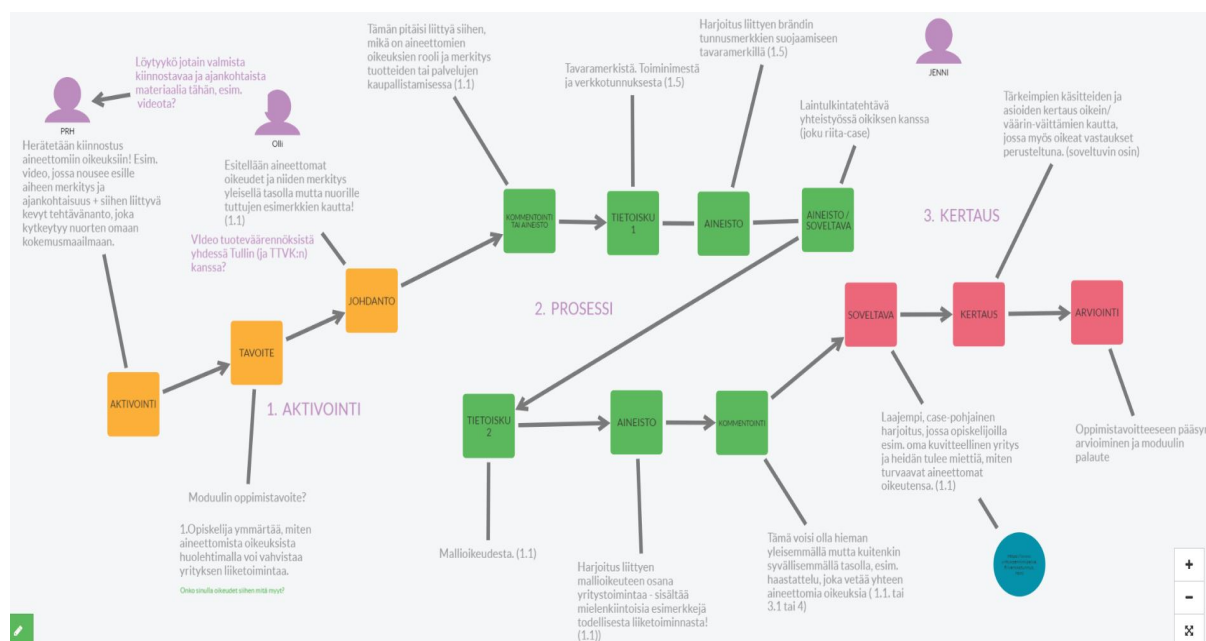 Löytyykö jotain valmista
kiinnostavaa ja ajankohtaista
materiaalia tähän, esim.
videota?
PRH
Herätetään kiinnostus
aineettomiin oikeuksiin! Esim.
video, jossa nousee esille
aiheen merkitys ja
ajankohtaisuus + siihen liittyvä
kevyt tehtävänanto, joka
kytkeytyy nuorten omaan
kokemusmaailmaan.
Olli
Esitellään aineettomat
oikeudet ja niiden merkitys
yleisellä tasolla mutta nuorille
tuttujen esimerkkien kautta!
(1.1)
VIdeo tuoteväärennöksistä
yhdessä Tullin (ja TTVK:n)
kanssa?
Tämän pitäisi liittyä siihen,
mikä on aineettomien
oikeuksien rooli ja merkitys
tuotteiden tai palvelujen
kaupallistamisessa (1.1)
Tavaramerkistä. Toiminimestä
ja verkkotunnuksesta (1.5)
Harjoitus liittyen brändin
tunnusmerkkien suojaamiseen
tavaramerkillä (1.5)
Laintulkintatehtävä
yhteistyössä oikiksen kanssa
(joku riita-case)
JENNI
Tärkeimpien käsitteiden ja
asioiden kertaus oikein/
väärin-väittämien kautta,
jossa myös oikeat vastaukset
perusteltuna. (soveltuvin osin)
AKTIVOINTI
TAVOITE
JOHDANTO
1. AKTIVOINTI
KOMMENTOINTI
TAI AINEISTO
TIETOISKU
1
AINEISTO
AINEISTO /
SOVELTAVA
2. PROSESSI
3. KERTAUS
TIETOISKU
2
AINEISTO
KOMMENTOINTI
SOVELTAVA
KERTAUS
ARVIOINTI
Moduulin oppimistavoite?
1.Opiskelija ymmärtää, miten
aineettomista oikeuksista
huolehtimalla voi vahvistaa
yrityksen liiketoimintaa.
Onko sinulla oikeudet siihen mitä myyt?
Mallioikeudesta. (1.1)
Harjoitus liittyen
mallioikeuteen osana
yritystoimintaa - sisältää
mielenkiintoisia esimerkkejä
todellisesta liiketoiminnasta!
(1.1))
Tämä voisi olla hieman
yleisemmällä mutta kuitenkin
syvällisemmällä tasolla, esim.
haastattelu, joka vetää yhteen
aineettomia oikeuksia ( 1.1. tai
3.1 tai 4)
Laajempi, case-pohjainen
harjoitus, jossa opiskelijoilla
esim. oma kuvitteellinen yritys
ja heidän tulee miettiä, miten
turvaavat aineettomat
oikeutensa. (1.1)
Oppimistavoitteeseen pääsyn
arvioiminen ja moduulin
palaute